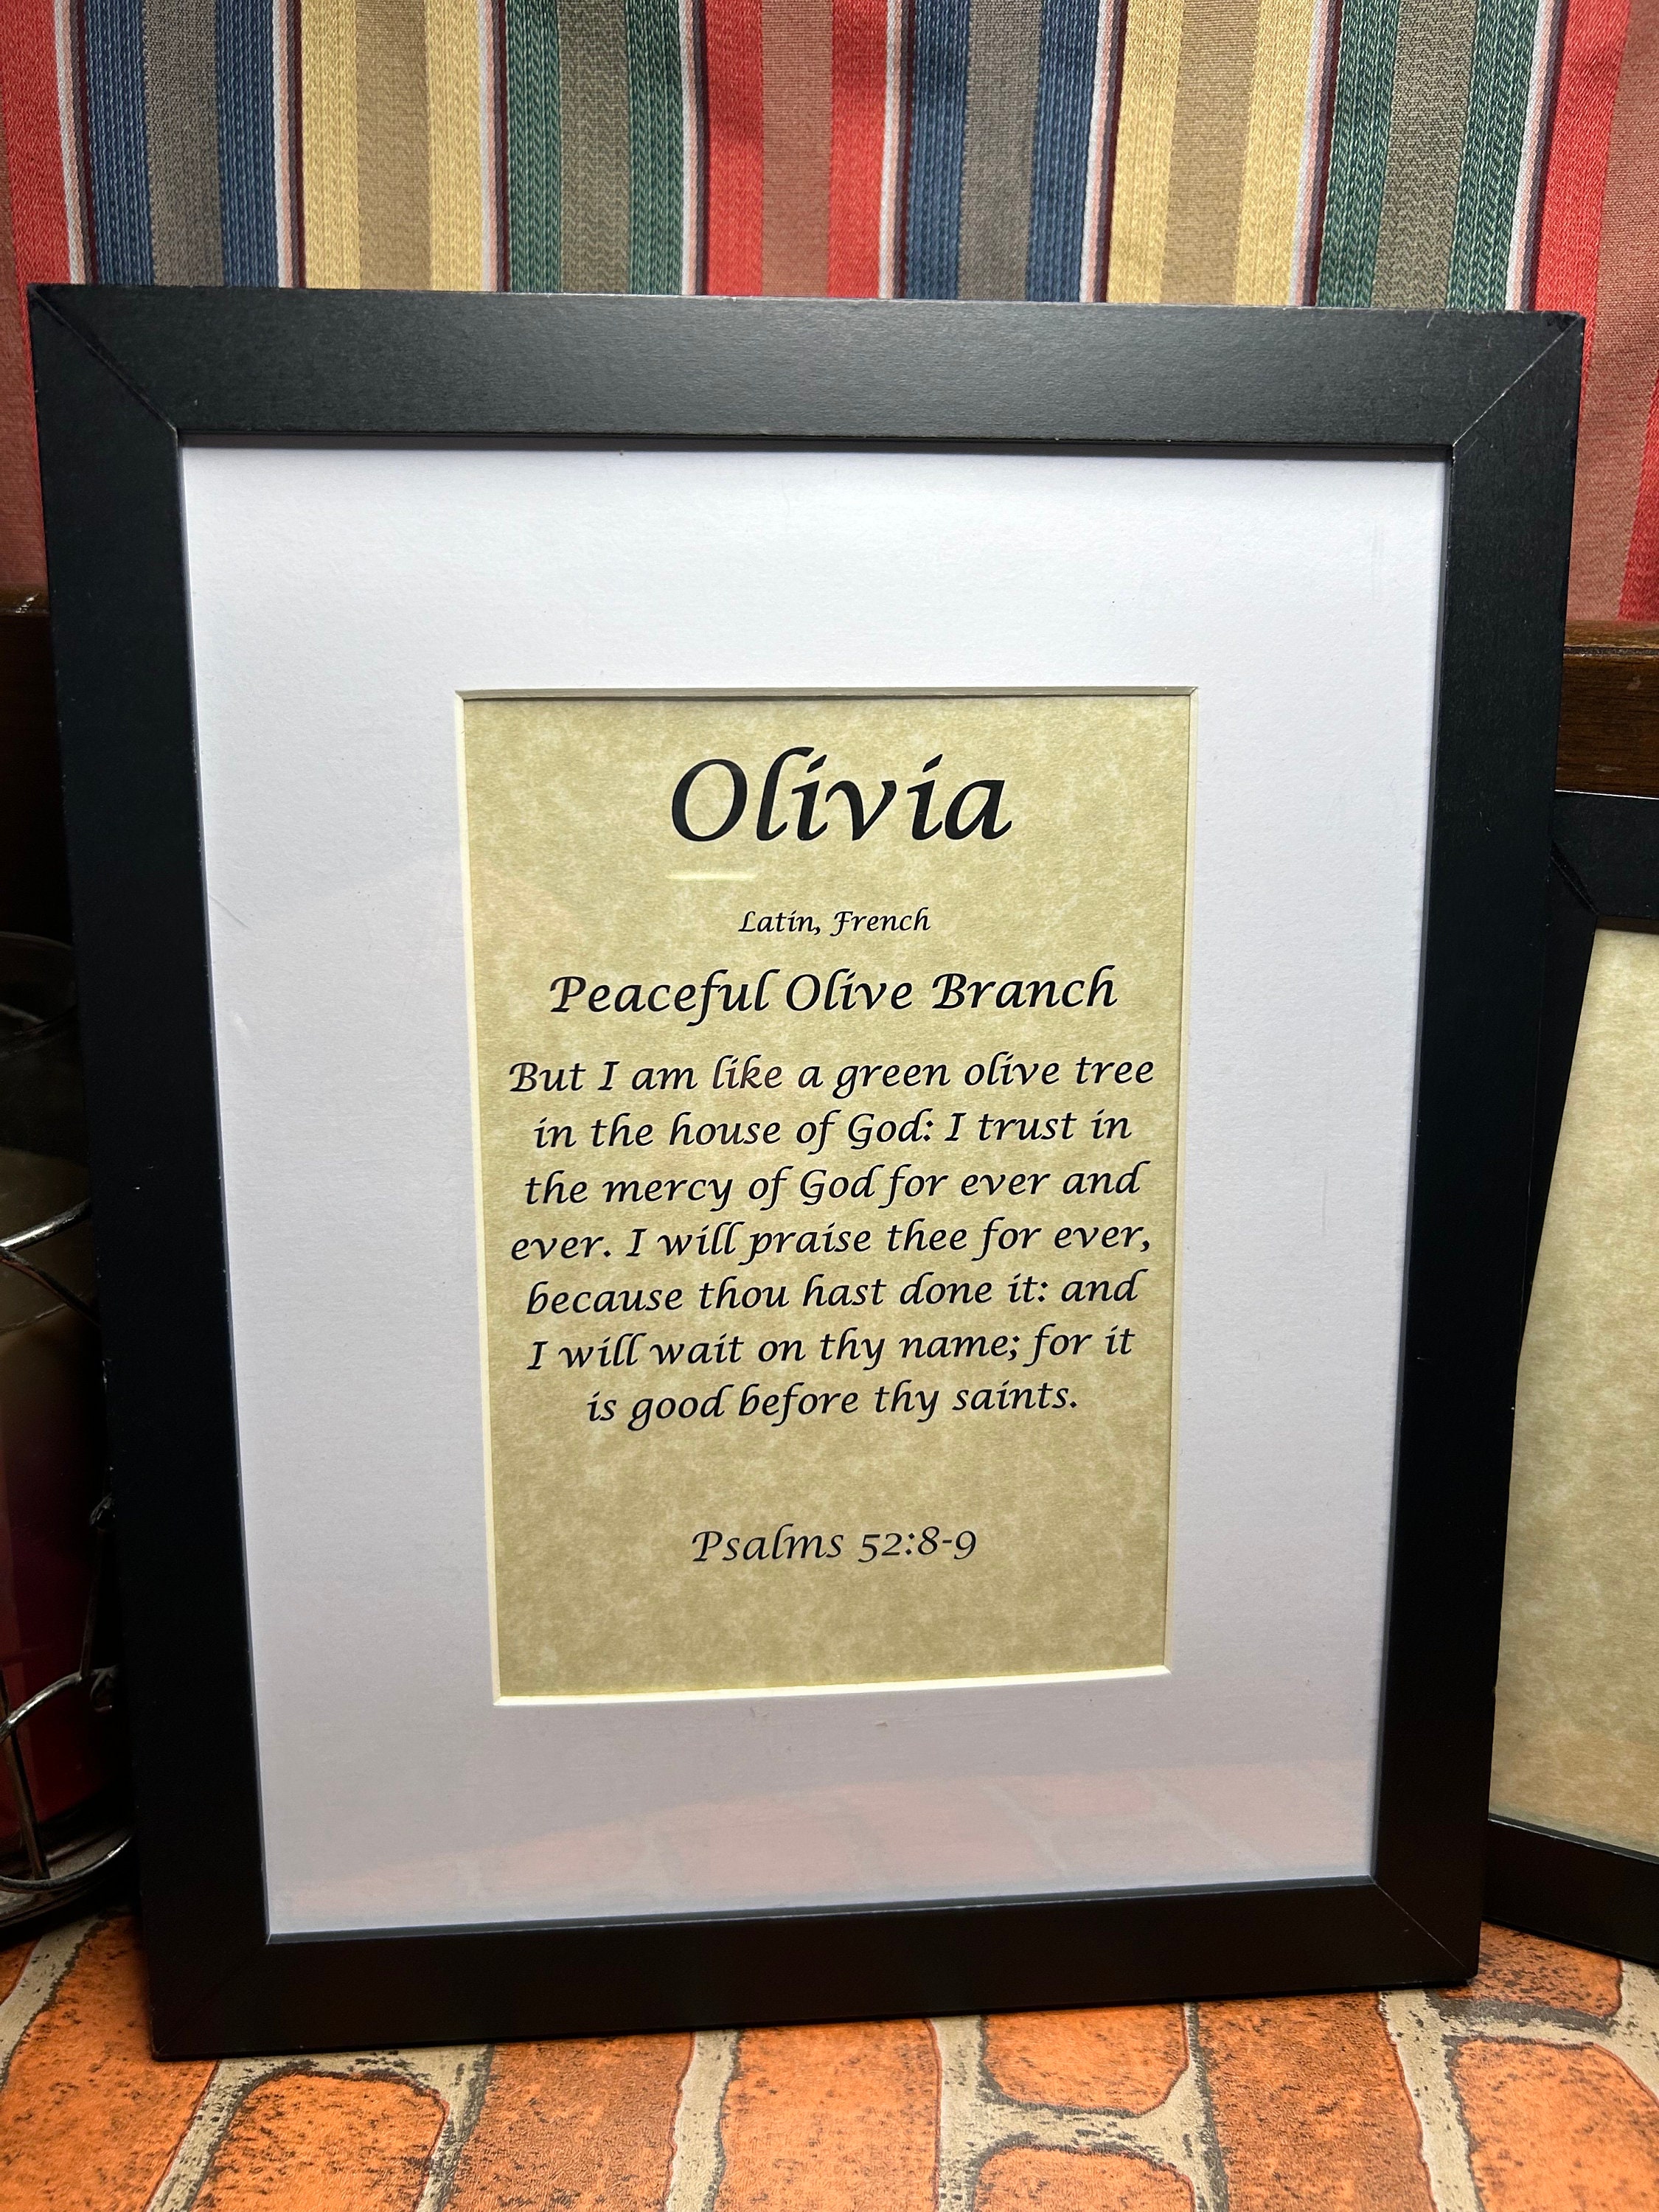 Olivia
Latin, French
Peaceful Olive Branch
But I am like a green olive tree
in the house of God: I trust in
the mercy of God for ever and
ever. I will praise thee for ever,
because thou hast done it: and
I will wait on thy name; for it
is good before thy saints.
Psalms 52:8-9